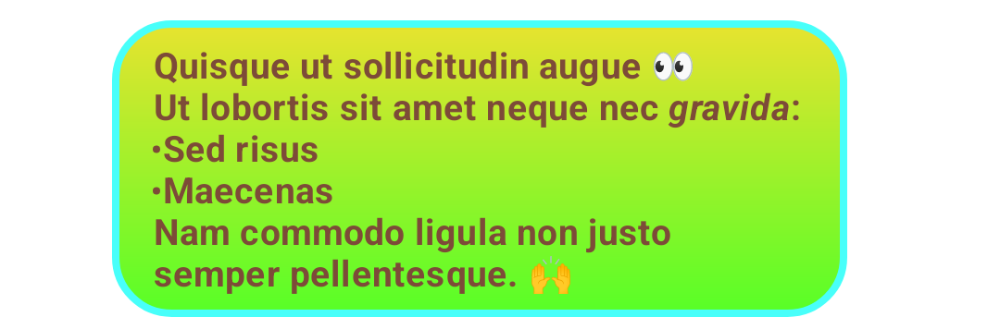 Quisque ut sollicitudin augue 👀
Ut lobortis sit amet neque nec gravida:
•Sed risus
•Maecenas
Nam commodo ligula non justo
semper pellentesque. 🙌